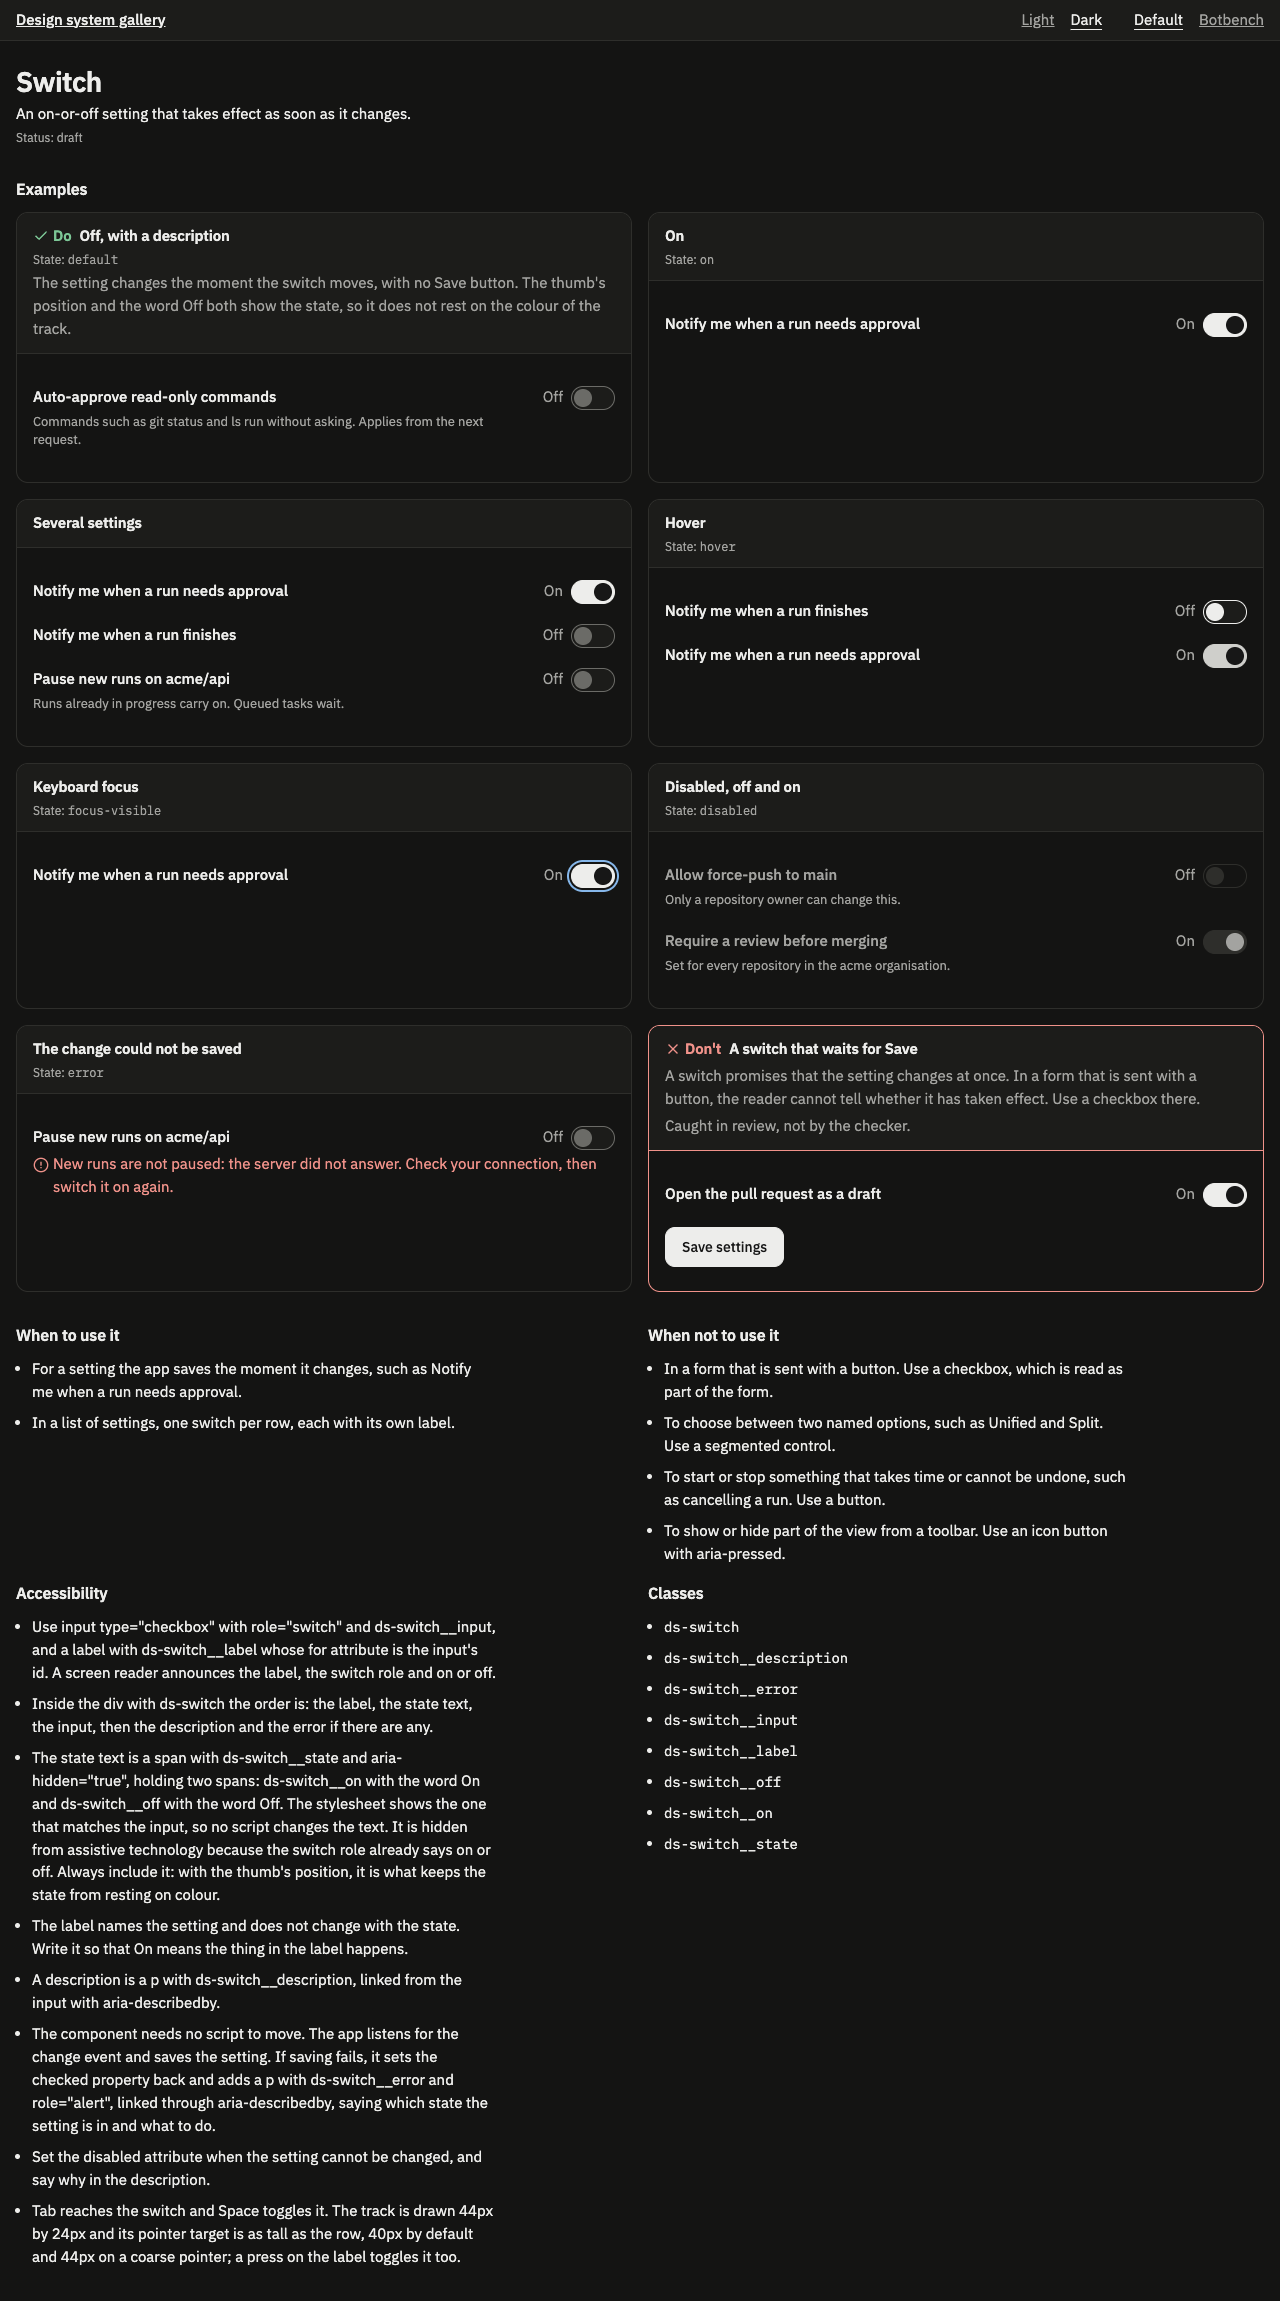 Design system gallery
Light Dark Default Botbench
Switch
An on-or-off setting that takes effect as soon as it changes.
Status: draft
Examples
Do Off, with a description
State: default
The setting changes the moment the switch moves, with no Save button. The thumb's
position and the word Off both show the state, so it does not rest on the colour of the
track.
Auto-approve read-only commands Off
Commands such as git status and ls run without asking. Applies from the next
request.
On
State: on
Notify me when a run needs approval On
Several settings
Notify me when a run needs approval On
Notify me when a run finishes Off
Pause new runs on acme/api Off
Runs already in progress carry on. Queued tasks wait.
Hover
State: hover
Notify me when a run finishes Off
Notify me when a run needs approval On
Keyboard focus
State: focus-visible
Notify me when a run needs approval On
Disabled, off and on
State: disabled
Allow force-push to main Off
Only a repository owner can change this.
Require a review before merging On
Set for every repository in the acme organisation.
The change could not be saved
State: error
Pause new runs on acme/api Off
New runs are not paused: the server did not answer. Check your connection, then
switch it on again.
Don't A switch that waits for Save
A switch promises that the setting changes at once. In a form that is sent with a
button, the reader cannot tell whether it has taken effect. Use a checkbox there.
Caught in review, not by the checker.
Open the pull request as a draft On
Save settings
When to use it
For a setting the app saves the moment it changes, such as Notify
me when a run needs approval.
In a list of settings, one switch per row, each with its own label.
When not to use it
In a form that is sent with a button. Use a checkbox, which is read as
part of the form.
To choose between two named options, such as Unified and Split.
Use a segmented control.
To start or stop something that takes time or cannot be undone, such
as cancelling a run. Use a button.
To show or hide part of the view from a toolbar. Use an icon button
with aria-pressed.
Accessibility
Use input type="checkbox" with role="switch" and ds-switch__input,
and a label with ds-switch__label whose for attribute is the input's
id. A screen reader announces the label, the switch role and on or off.
Inside the div with ds-switch the order is: the label, the state text,
the input, then the description and the error if there are any.
The state text is a span with ds-switch__state and aria-
hidden="true", holding two spans: ds-switch__on with the word On
and ds-switch__off with the word Off. The stylesheet shows the one
that matches the input, so no script changes the text. It is hidden
from assistive technology because the switch role already says on or
off. Always include it: with the thumb's position, it is what keeps the
state from resting on colour.
The label names the setting and does not change with the state.
Write it so that On means the thing in the label happens.
A description is a p with ds-switch__description, linked from the
input with aria-describedby.
The component needs no script to move. The app listens for the
change event and saves the setting. If saving fails, it sets the
checked property back and adds a p with ds-switch__error and
role="alert", linked through aria-describedby, saying which state the
setting is in and what to do.
Set the disabled attribute when the setting cannot be changed, and
say why in the description.
Tab reaches the switch and Space toggles it. The track is drawn 44px
by 24px and its pointer target is as tall as the row, 40px by default
and 44px on a coarse pointer; a press on the label toggles it too.
Classes
ds-switch
ds-switch__description
ds-switch__error
ds-switch__input
ds-switch__label
ds-switch__off
ds-switch__on
ds-switch__state